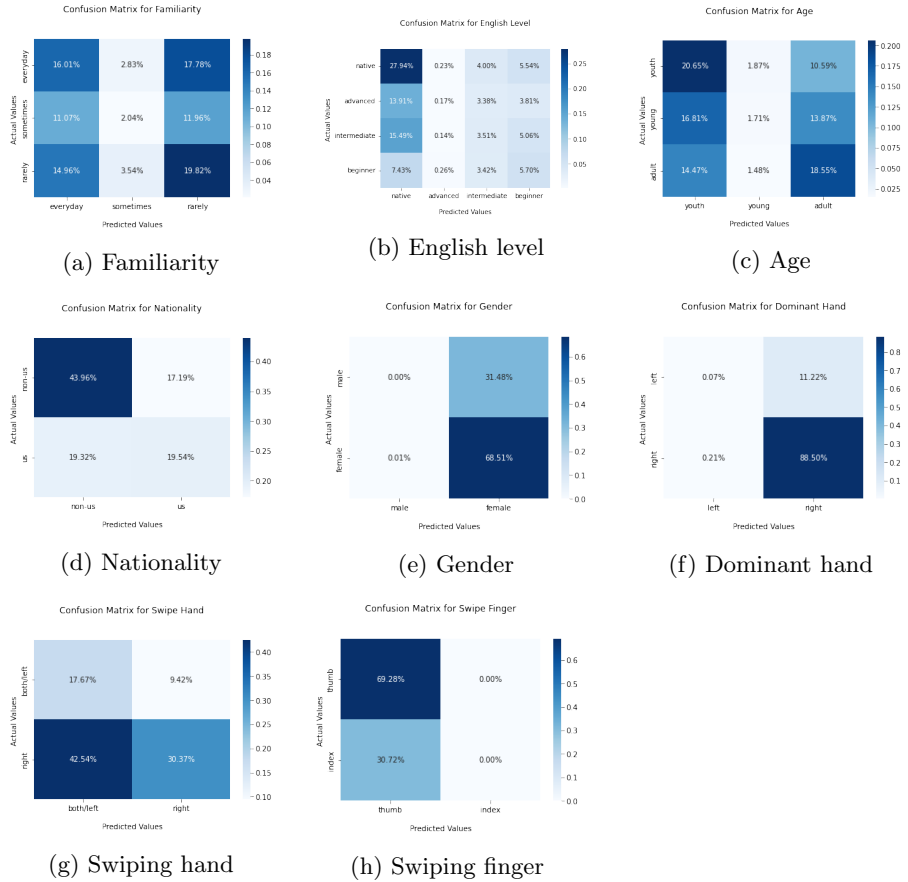 Confusion Matrix for Familiarity
Actual Values
everyday 16.01% 2.83% 17.78%
sometimes 11.07% 2.04% 11.96%
rarely 14.96% 3.54% 19.82%
everyday sometimes rarely
Predicted Values
0.18
0.16
0.14
0.12
0.10
0.08
0.06
0.04
(a) Familiarity
Confusion Matrix for English Level
Actual Values
native 27.94% 0.23% 4.00% 5.54%
advanced 13.91% 0.17% 3.38% 3.81%
intermediate 15.49% 0.14% 3.51% 5.06%
beginner 7.43% 0.26% 3.42% 5.70%
native advanced intermediate beginner
Predicted Values
0.25
0.20
0.15
0.10
0.05
(b) English level
Confusion Matrix for Age
Actual Values
youth 20.65% 1.87% 10.59%
young 16.81% 1.71% 13.87%
adult 14.47% 1.48% 18.55%
youth young adult
Predicted Values
0.200
0.175
0.150
0.125
0.100
0.075
0.050
0.025
(c) Age
Confusion Matrix for Nationality
Actual Values
non-us 43.96% 17.19%
us 19.32% 19.54%
non-us us
Predicted Values
0.40
0.35
0.30
0.25
0.20
(d) Nationality
Confusion Matrix for Gender
Actual Values
male 0.00% 31.48%
female 0.01% 68.51%
male female
Predicted Values
0.6
0.5
0.4
0.3
0.2
0.1
0.0
(e) Gender
Confusion Matrix for Dominant Hand
Actual Values
left 0.07% 11.22%
right 0.21% 88.50%
left right
Predicted Values
0.8
0.7
0.6
0.5
0.4
0.3
0.2
0.1
(f) Dominant hand
Confusion Matrix for Swipe Hand
Actual Values
both/left 17.67% 9.42%
right 42.54% 30.37%
both/left right
Predicted Values
0.40
0.35
0.30
0.25
0.20
0.15
0.10
(g) Swiping hand
Confusion Matrix for Swipe Finger
Actual Values
thumb 69.28% 0.00%
index 30.72% 0.00%
thumb index
Predicted Values
0.6
0.5
0.4
0.3
0.2
0.1
0.0
(h) Swiping finger